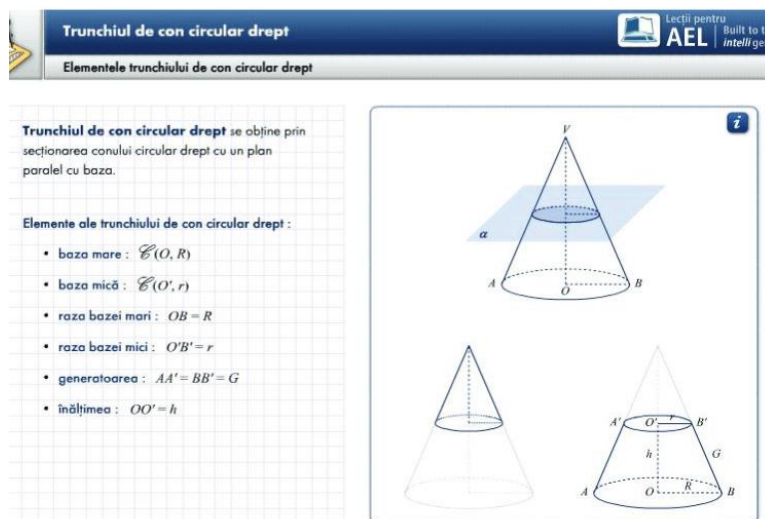 Trunchiul de con circular drept
Lecții pentru
AEL
Built to t
intellige
Elementele trunchiului de con circular drept
Trunchiul de con circular drept se obține prin
secționarea conului circular drept cu un plan
paralel cu baza.
Elemente ale trunchiului de con circular drept :
• baza mare : 𝒞(O, R)
• baza mică : 𝒞(O', r)
• raza bazei mari : OB = R
• raza bazei mici : O'B' = r
• generatoarea : AA' = BB' = G
• înălțimea : OO' = h
i
V
α
A
O
B
A'
O'
r
B'
h
G
A
O
R
B